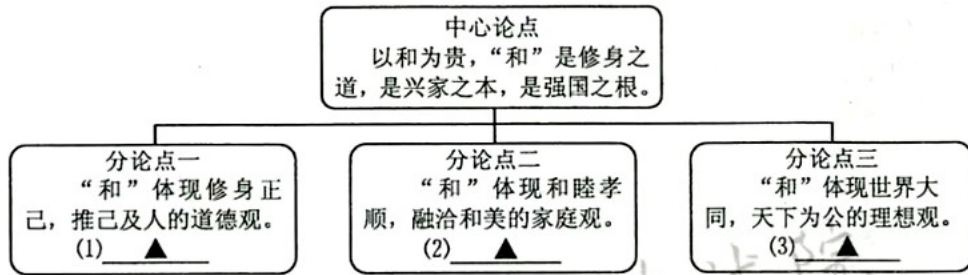 中心论点
以和为贵，“和”是修身之
道，是兴家之本，是强国之根。
分论点一
“和”体现修身正
己，推己及人的道德观。
(1)▲
分论点二
“和”体现和睦孝
顺，融洽和美的家庭观。
(2)▲
分论点三
“和”体现世界大
同，天下为公的理想观。
(3)▲